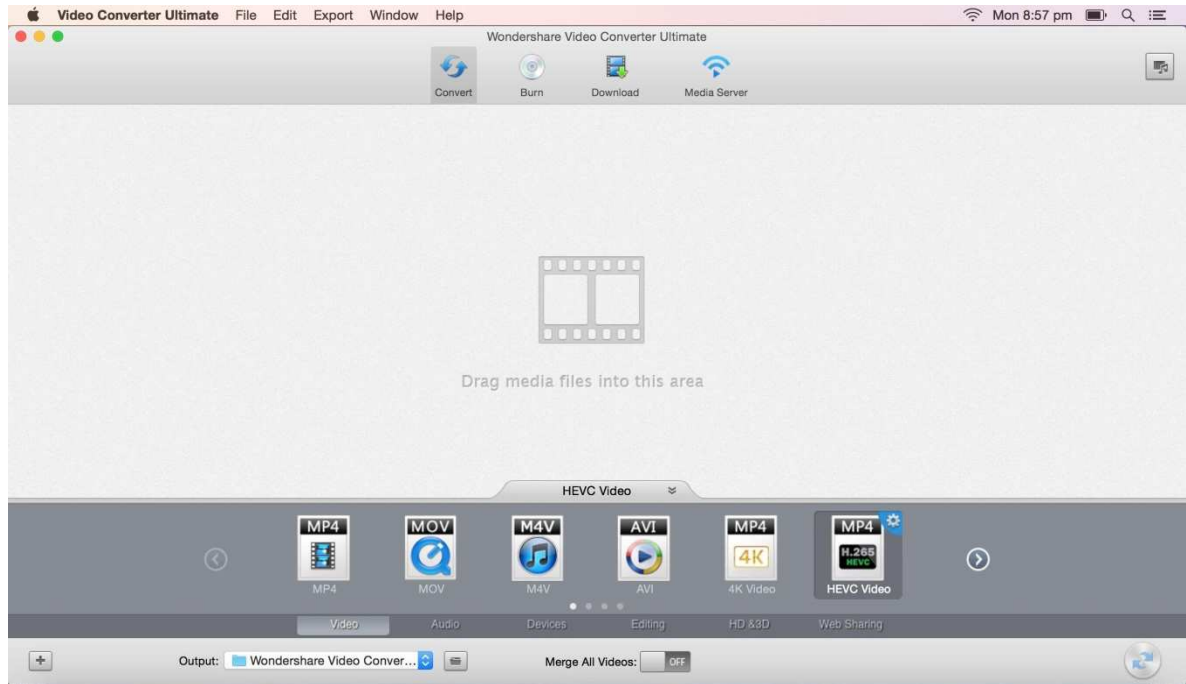 Video Converter Ultimate File Edit Export Window Help Mon 8:57 pm
Wondershare Video Converter Ultimate
Convert Burn Download Media Server
Drag media files into this area
HEVC Video
MP4 MOV M4V AVI MP4 MP4
4K H.265
HEVC
MP4 MOV M4V AVI 4K Video HEVC Video
Video Audio Devices Editing HD &3D Web Sharing
Output: Wondershare Video Conver... Merge All Videos: OFF